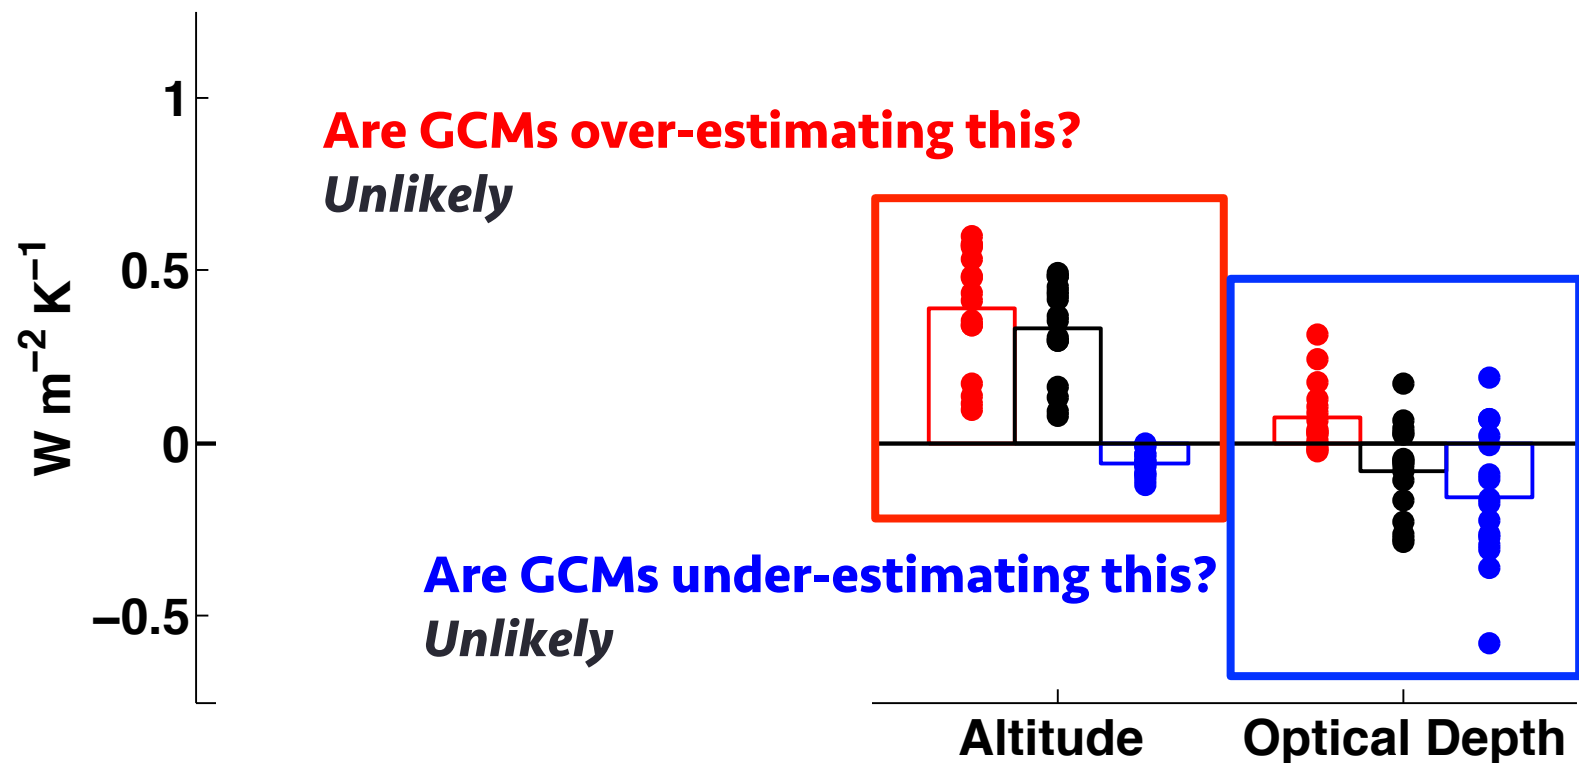 1
Are GCMs over-estimating this?
Unlikely
0.5
W m⁻² K⁻¹
0
Are GCMs under-estimating this?
Unlikely
−0.5
Altitude
Optical Depth